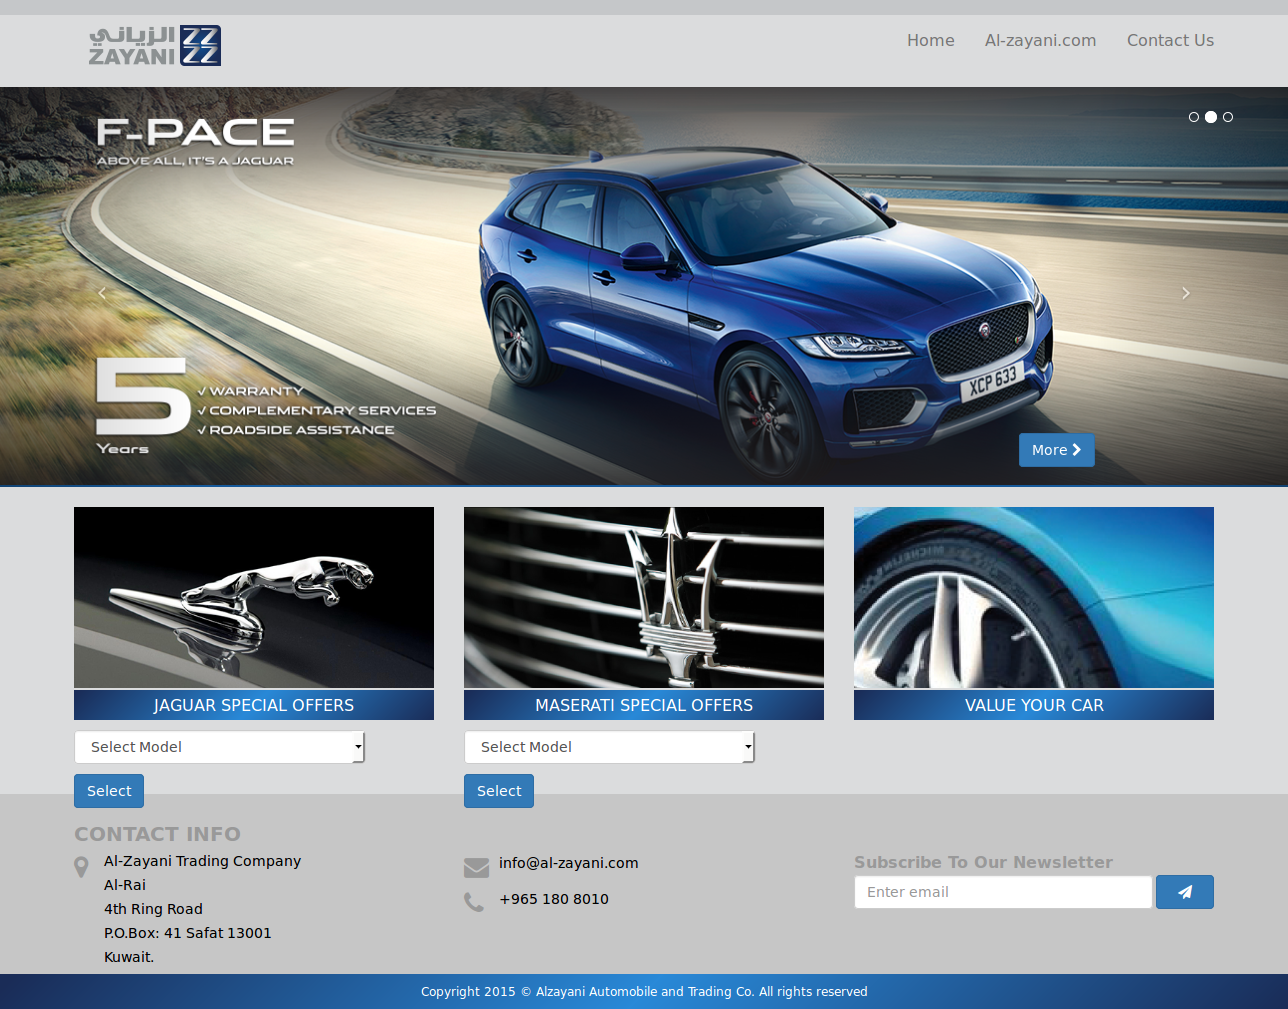 الزياني
ZAYANI
Home
Al-zayani.com
Contact Us
F-PACE
ABOVE ALL, IT'S A JAGUAR
XCP 633
5
Years
√ WARRANTY
√ COMPLEMENTARY SERVICES
√ ROADSIDE ASSISTANCE
More
MICHELIN
JAGUAR SPECIAL OFFERS
MASERATI SPECIAL OFFERS
VALUE YOUR CAR
Select Model
Select Model
Select
Select
CONTACT INFO
Al-Zayani Trading Company
Al-Rai
4th Ring Road
P.O.Box: 41 Safat 13001
Kuwait.
info@al-zayani.com
+965 180 8010
Subscribe To Our Newsletter
Enter email
Copyright 2015 © Alzayani Automobile and Trading Co. All rights reserved